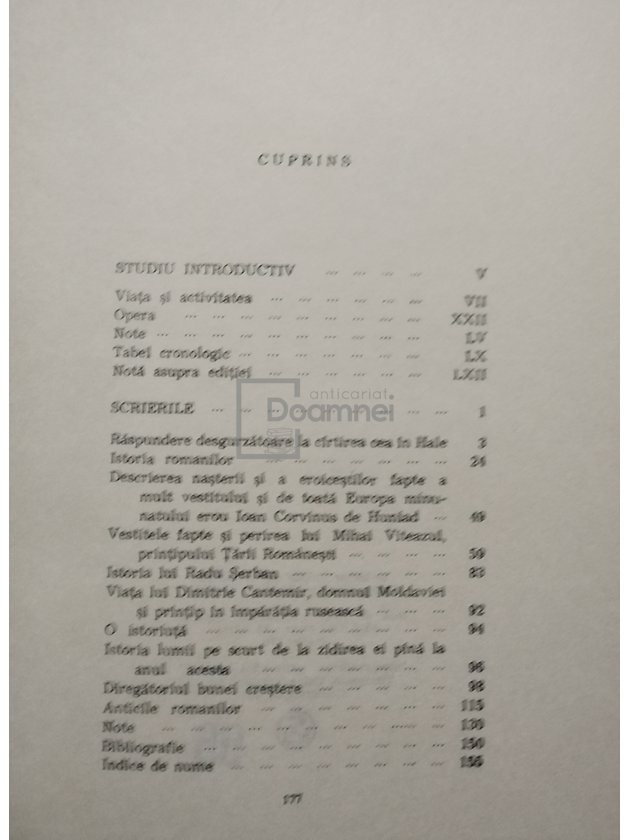 CUPRINS
STUDIU INTRODUCTIV ... ... ... ... V
Viața și activitatea ... ... ... ... ... ... VII
Opera ... ... ... ... ... ... ... ... XXII
Note ... ... ... ... ... ... ... ... ... LV
Tabel cronologic ... ... ... ... ... ... LX
Notă asupra ediției ... ... ... ... ... ... LXII
anticariat
Doamnei
SCRIERILE ... ... ... ... ... ... ... ... 1
Răspundere desgurzătoare la cîrtirea cea în Hale 3
Istoria romanilor ... ... ... ... ... ... ... 24
Descrierea nașterii și a eroiceștilor fapte a
mult vestitului și de toată Europa minu-
natului erou Ioan Corvinus de Huniad ... 49
Vestitele fapte și perirea lui Mihai Viteazul,
prințipului Țării Românești ... ... ... ... 59
Istoria lui Radu Șerban ... ... ... ... ... ... 83
Viața lui Dimitrie Cantemir, domnul Moldaviei
și prințip în împărăția rusească ... ... ... 92
O istoriuță ... ... ... ... ... ... ... ... ... 94
Istoria lumii pe scurt de la zidirea ei pînă la
anul acesta ... ... ... ... ... ... ... 96
Diregătoriul bunei creștere ... ... ... ... ... 98
Anticile romanilor ... ... ... ... ... ... ... 115
Note ... ... ... ... ... ... ... ... ... 139
Bibliografie ... ... ... ... ... ... ... ... ... 150
Indice de nume ... ... ... ... ... ... ... ...
177